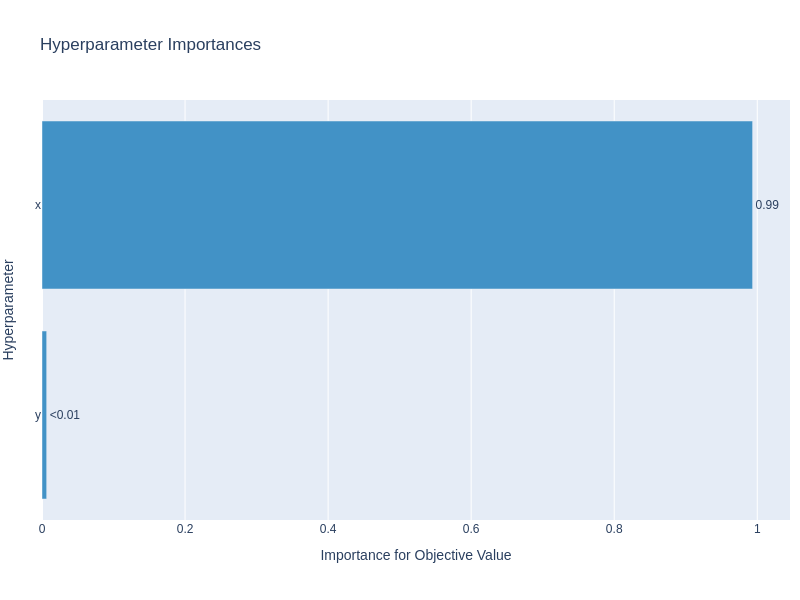 Hyperparameter Importances
Hyperparameter
x
0.99
y
<0.01
0
0.2
0.4
0.6
0.8
1
Importance for Objective Value